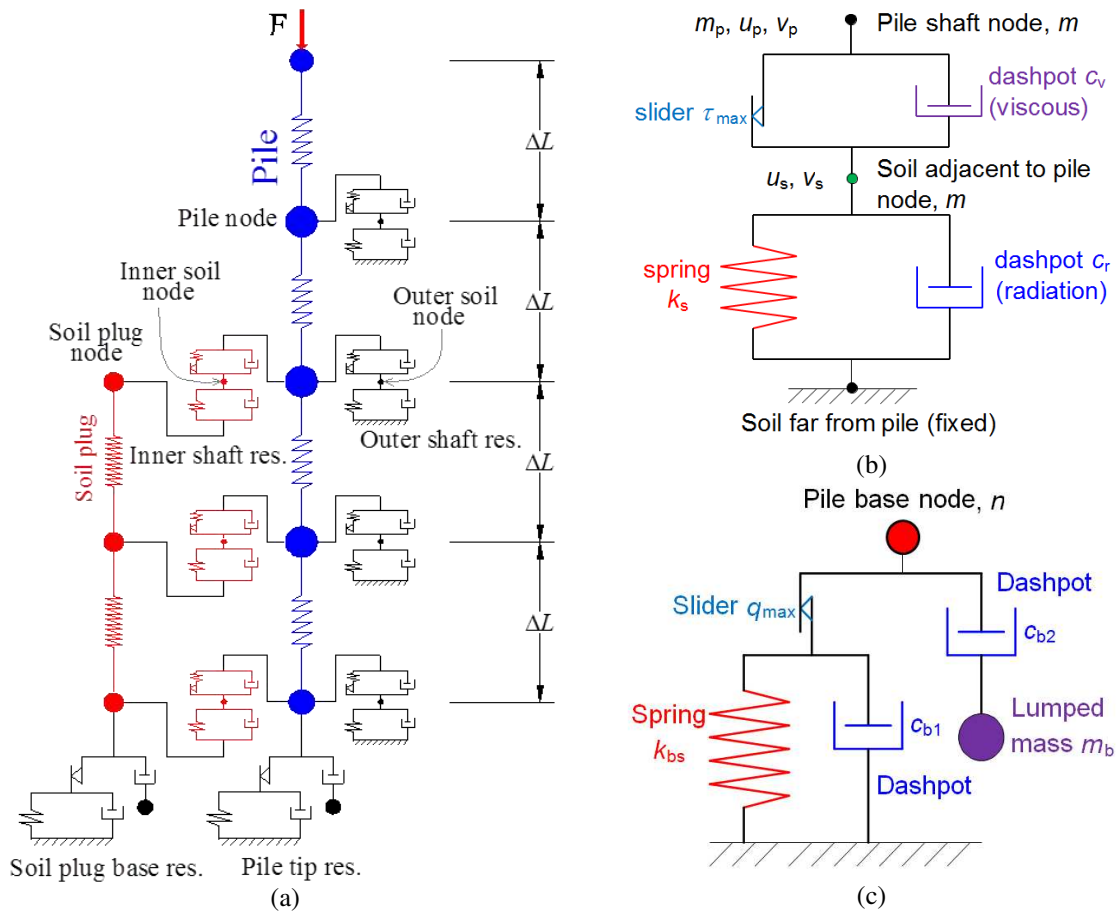 F
ΔL
Pile
Pile node
ΔL
Inner soil
node
Outer soil
node
Soil plug
node
Soil plug
Inner shaft res.
Outer shaft res.
ΔL
ΔL
Soil plug base res.
Pile tip res.
(a)
mp, up, vp
Pile shaft node, m
dashpot cv
(viscous)
slider τmax
us, vs
Soil adjacent to pile
node, m
spring
ks
dashpot cr
(radiation)
Soil far from pile (fixed)
(b)
Pile base node, n
Dashpot
Slider qmax
cb2
Spring
kbs
cb1
Lumped
mass mb
Dashpot
(c)